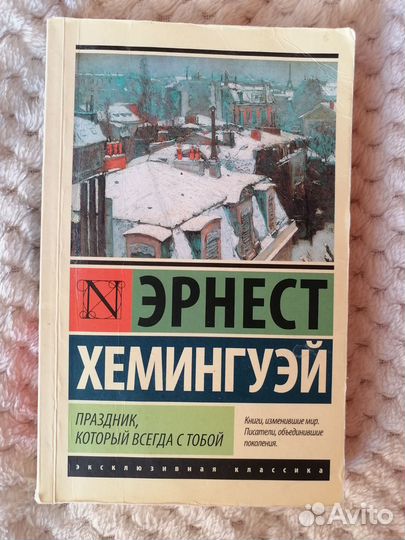 N
ЭРНЕСТ
ХЕМИНГУЭЙ
ПРАЗДНИК,
КОТОРЫЙ ВСЕГДА С ТОБОЙ
Книги, изменившие мир.
Писатели, объединившие
поколения.
эксклюзивная классика
Avito